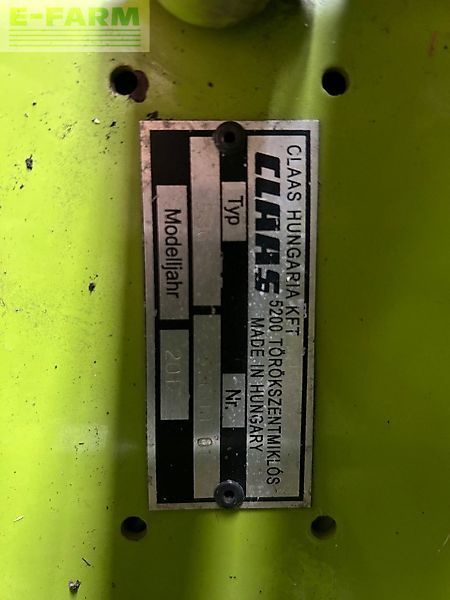 E-FARM
CLAAS HUNGARIA KFT
CLAAS
5200 TÖRÖKSZENTMIKLÓS-
MADE IN HUNGARY
Typ
Nr.
Modelljahr